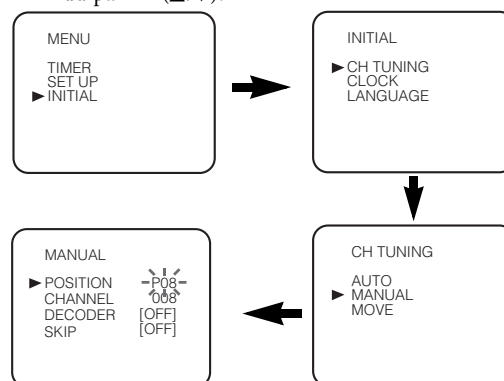 MENU
TIMER
SET UP
►INITIAL
INITIAL
►CH TUNING
CLOCK
LANGUAGE
CH TUNING
AUTO
►MANUAL
MOVE
MANUAL
►POSITION P08
CHANNEL 008
DECODER [OFF]
SKIP [OFF]